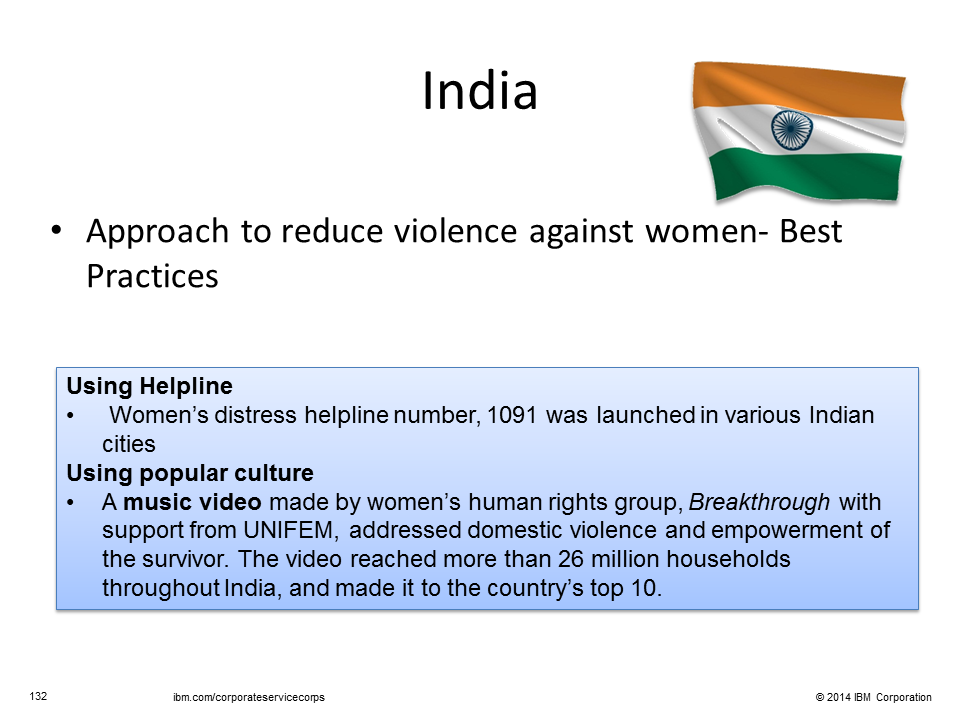 India
• Approach to reduce violence against women- Best
Practices
Using Helpline
• Women’s distress helpline number, 1091 was launched in various Indian
cities
Using popular culture
• A music video made by women’s human rights group, Breakthrough with
support from UNIFEM, addressed domestic violence and empowerment of
the survivor. The video reached more than 26 million households
throughout India, and made it to the country’s top 10.
132 ibm.com/corporateservicecorps © 2014 IBM Corporation